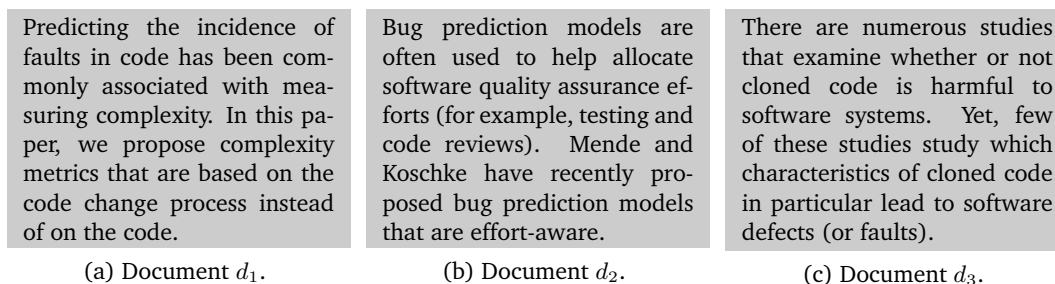 Predicting the incidence of
faults in code has been com-
monly associated with mea-
suring complexity. In this pa-
per, we propose complexity
metrics that are based on the
code change process instead
of on the code.
(a) Document d1.
Bug prediction models are
often used to help allocate
software quality assurance ef-
forts (for example, testing and
code reviews). Mende and
Koschke have recently pro-
posed bug prediction models
that are effort-aware.
(b) Document d2.
There are numerous studies
that examine whether or not
cloned code is harmful to
software systems. Yet, few
of these studies study which
characteristics of cloned code
in particular lead to software
defects (or faults).
(c) Document d3.